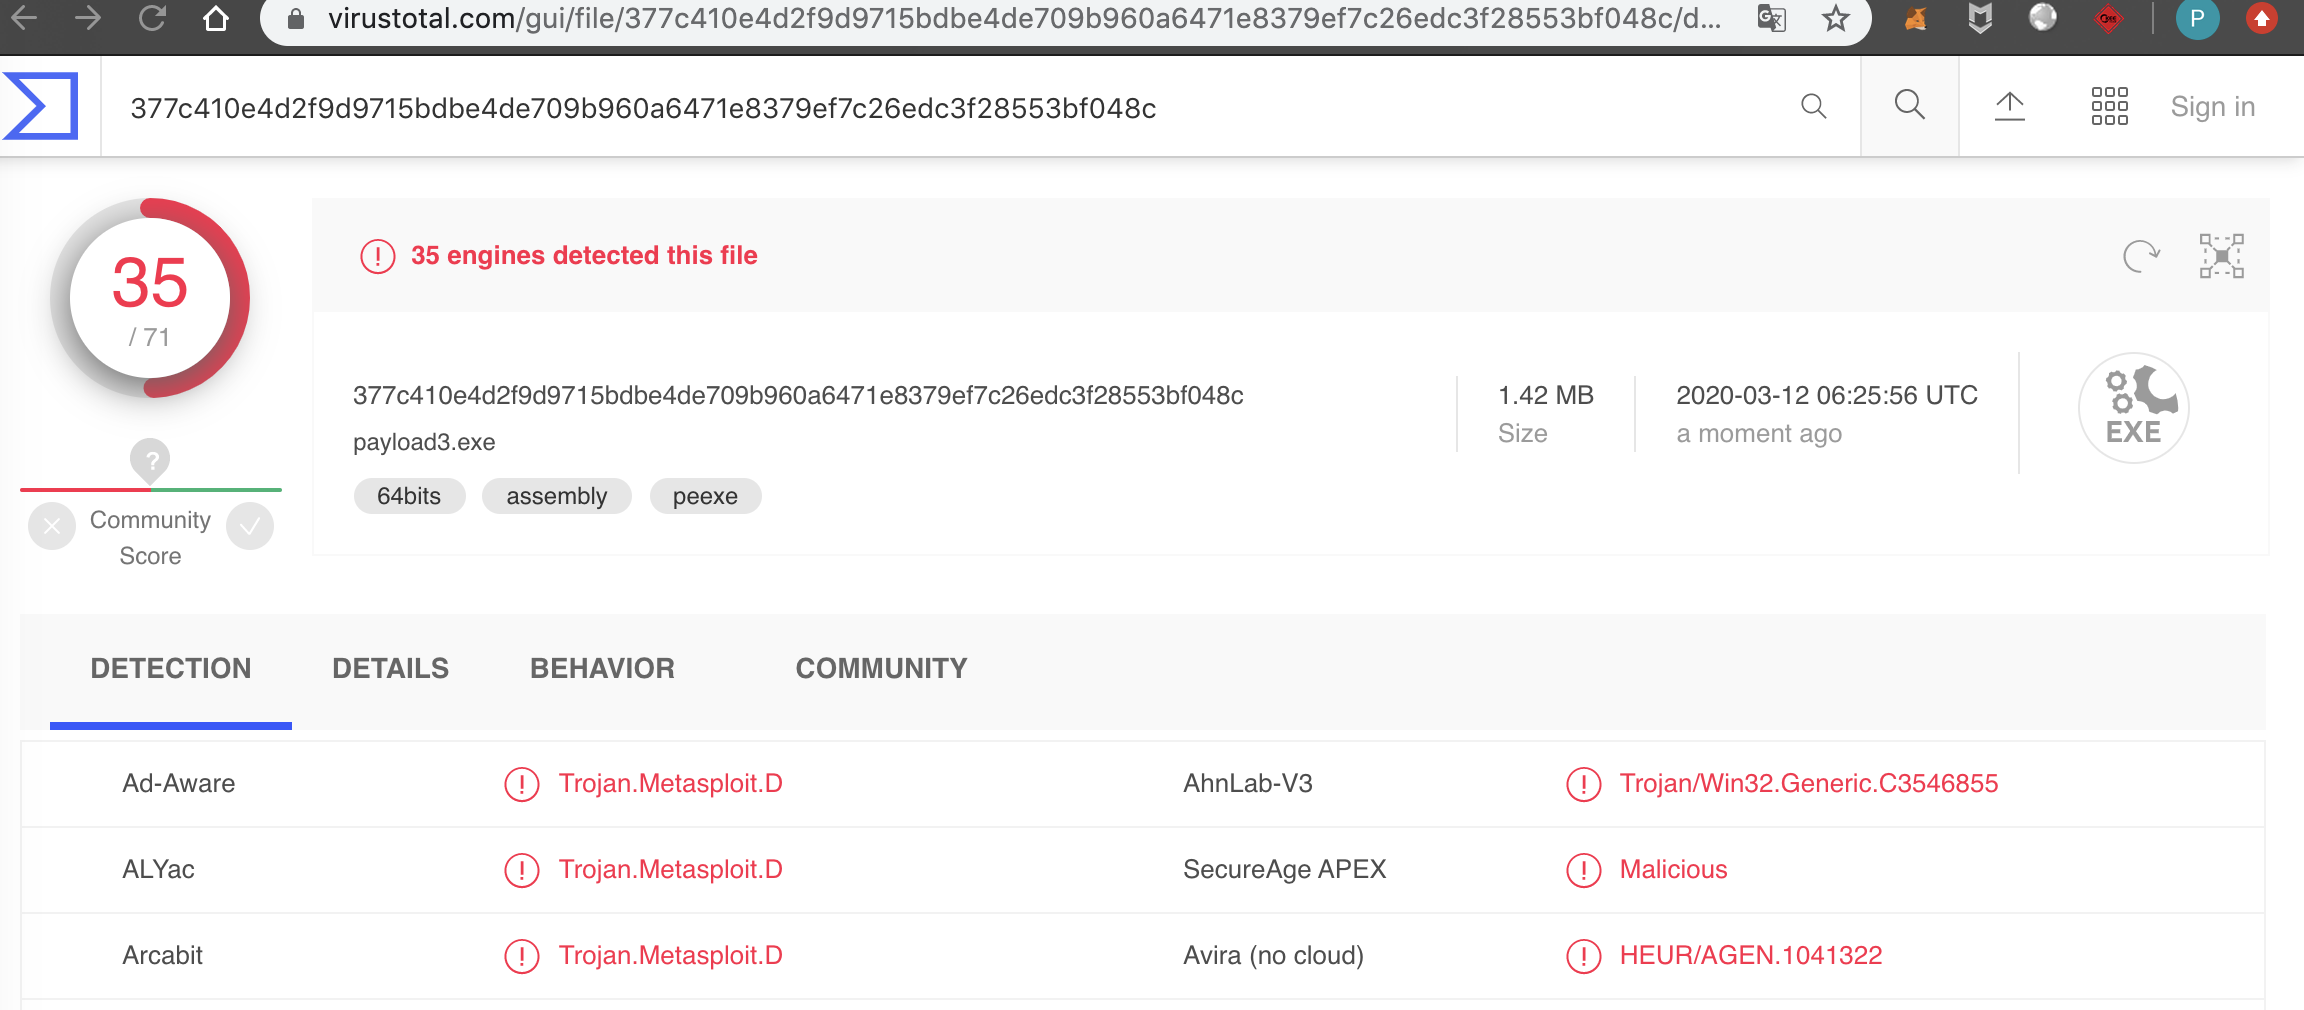 virustotal.com/gui/file/377c410e4d2f9d9715bdbe4de709b960a6471e8379ef7c26edc3f28553bf048c/d...
P
377c410e4d2f9d9715bdbe4de709b960a6471e8379ef7c26edc3f28553bf048c
Sign in
35
/ 71
35 engines detected this file
377c410e4d2f9d9715bdbe4de709b960a6471e8379ef7c26edc3f28553bf048c
payload3.exe
64bits assembly peexe
1.42 MB
Size
2020-03-12 06:25:56 UTC
a moment ago
EXE
?
Community
Score
DETECTION DETAILS BEHAVIOR COMMUNITY
Ad-Aware Trojan.Metasploit.D AhnLab-V3 Trojan/Win32.Generic.C3546855
ALYac Trojan.Metasploit.D SecureAge APEX Malicious
Arcabit Trojan.Metasploit.D Avira (no cloud) HEUR/AGEN.1041322